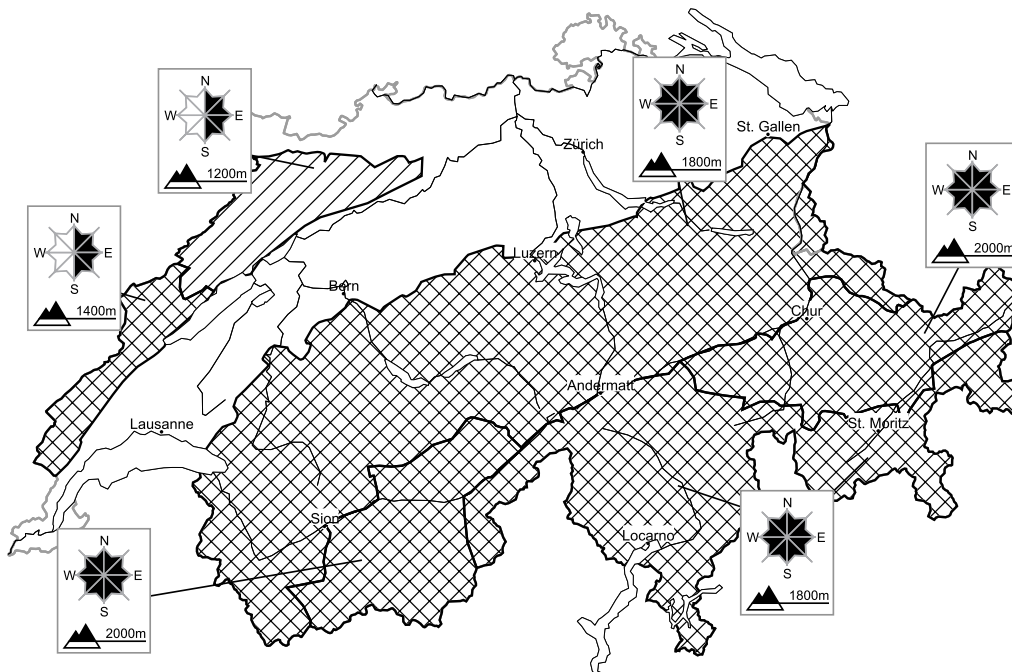 N
W E
S
1200m
N
W E
S
1800m
St. Gallen
Zürich
N
W E
S
2000m
N
W E
S
1400m
Luzern
Bern
Chur
Andermatt
Lausanne
St. Moritz
Sion
Locarno
N
W E
S
1800m
N
W E
S
2000m